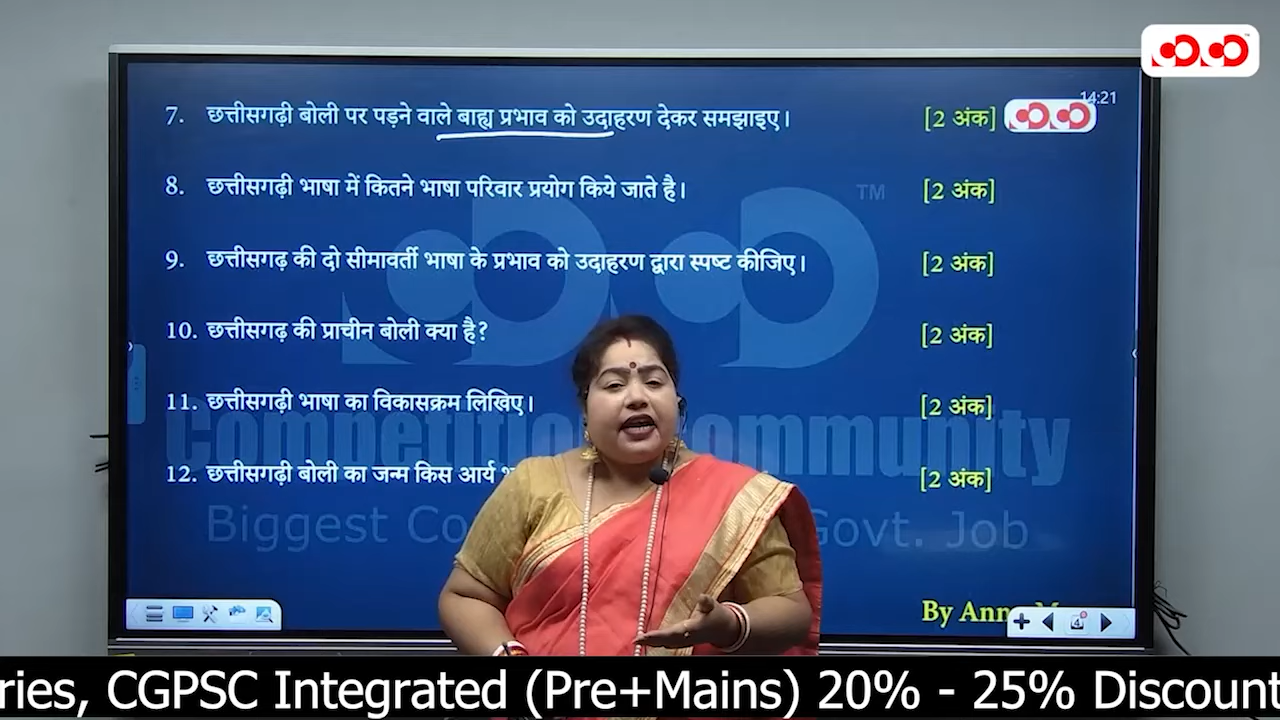 14:21
7. छत्तीसगढ़ी बोली पर पड़ने वाले बाह्य प्रभाव को उदाहरण देकर समझाइए। [2 अंक]
TM
8. छत्तीसगढ़ी भाषा में कितने भाषा परिवार प्रयोग किये जाते है। [2 अंक]
9. छत्तीसगढ़ की दो सीमावर्ती भाषा के प्रभाव को उदाहरण द्वारा स्पष्ट कीजिए। [2 अंक]
10. छत्तीसगढ़ की प्राचीन बोली क्या है? [2 अंक]
11. छत्तीसगढ़ी भाषा का विकासक्रम लिखिए। [2 अंक]
Competition Community
12. छत्तीसगढ़ी बोली का जन्म किस आर्य [2 अंक]
Biggest Govt. Job
By
4
CGPSC Integrated (Pre+Mains) 20% - 25% Discount